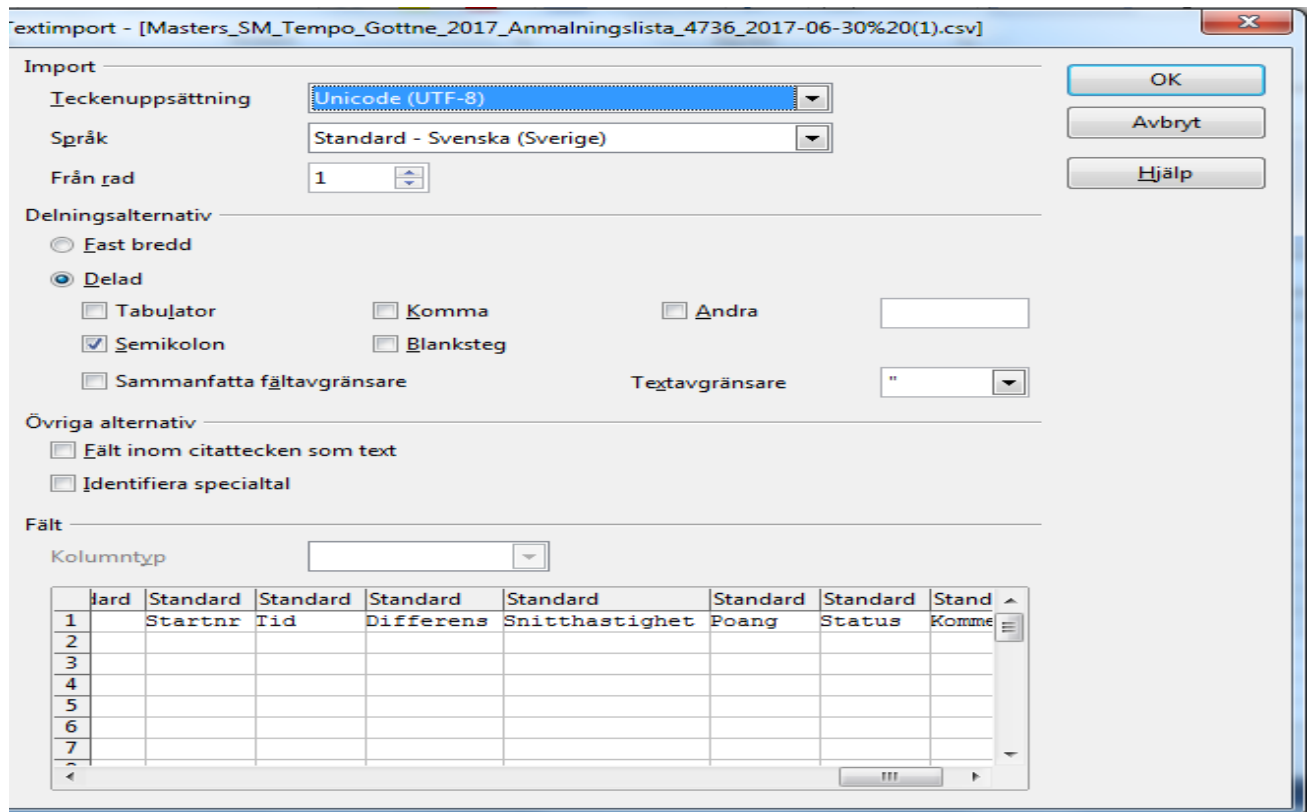 Textimport - [Masters_SM_Tempo_Gottne_2017_Anmalningslista_4736_2017-06-30%20(1).csv]
Import
OK
Teckenuppsättning Unicode (UTF-8)
Avbryt
Språk Standard - Svenska (Sverige)
Hjälp
Från rad 1
Delningsalternativ
Fast bredd
Delad
Tabulator Komma Andra
Semikolon Blanksteg
Sammanfatta fältavgränsare Textavgränsare "
Övriga alternativ
Fält inom citattecken som text
Identifiera specialtal
Fält
Kolumntyp
dard Standard Standard Standard Standard Standard Standard Stand
1 Startnr Tid Differens Snitthastighet Poang Status Komme
2
3
4
5
6
7